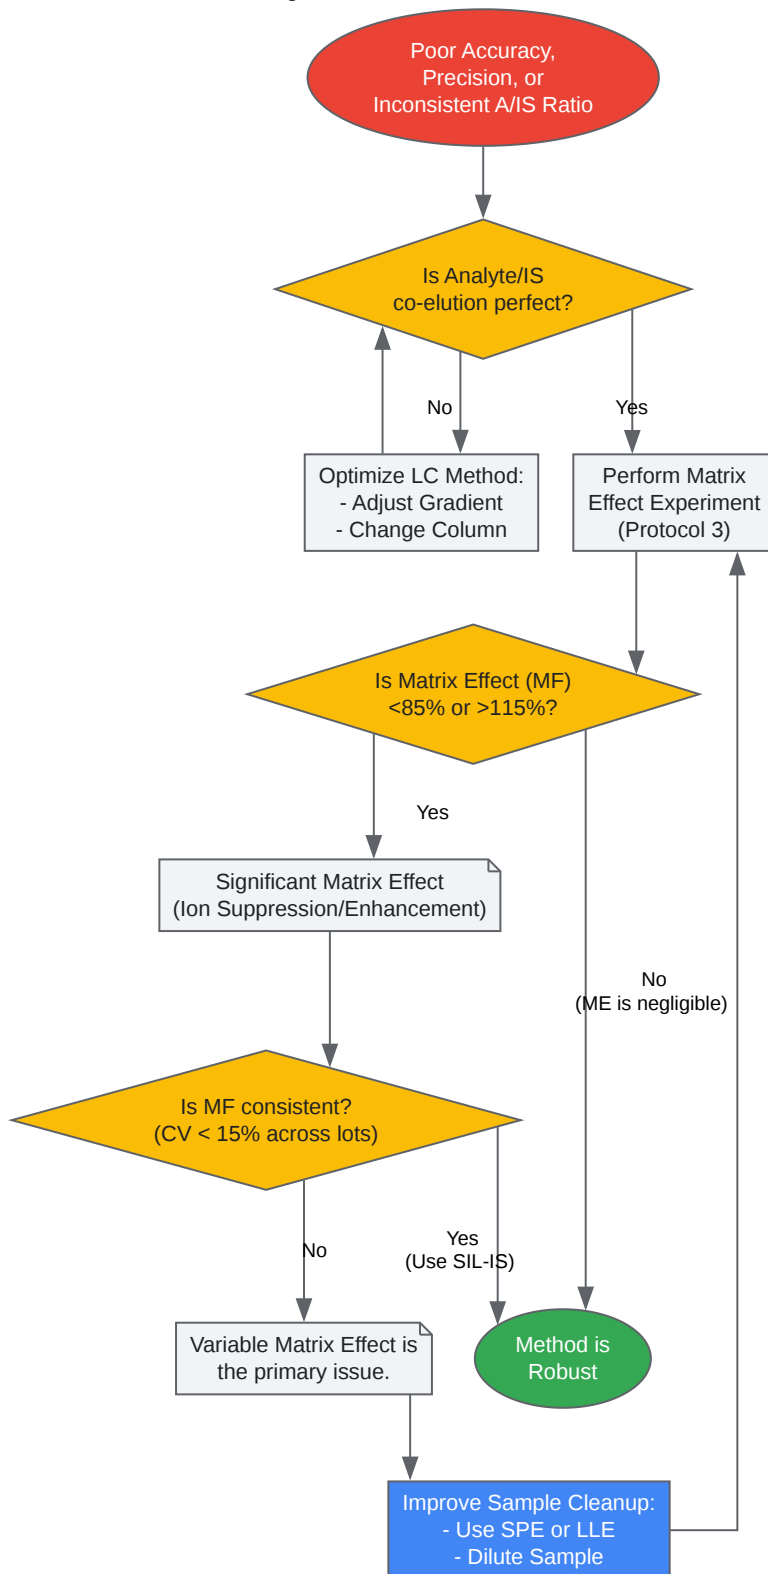 Poor Accuracy,
Precision, or
Inconsistent A/IS Ratio
Is Analyte/IS
co-elution perfect?
No
Yes
Optimize LC Method:
- Adjust Gradient
- Change Column
Perform Matrix
Effect Experiment
(Protocol 3)
Is Matrix Effect (MF)
<85% or >115%?
Yes
Significant Matrix Effect
(Ion Suppression/Enhancement)
No
(ME is negligible)
Is MF consistent?
(CV < 15% across lots)
No
Yes
(Use SIL-IS)
Variable Matrix Effect is
the primary issue.
Method is
Robust
Improve Sample Cleanup:
- Use SPE or LLE
- Dilute Sample